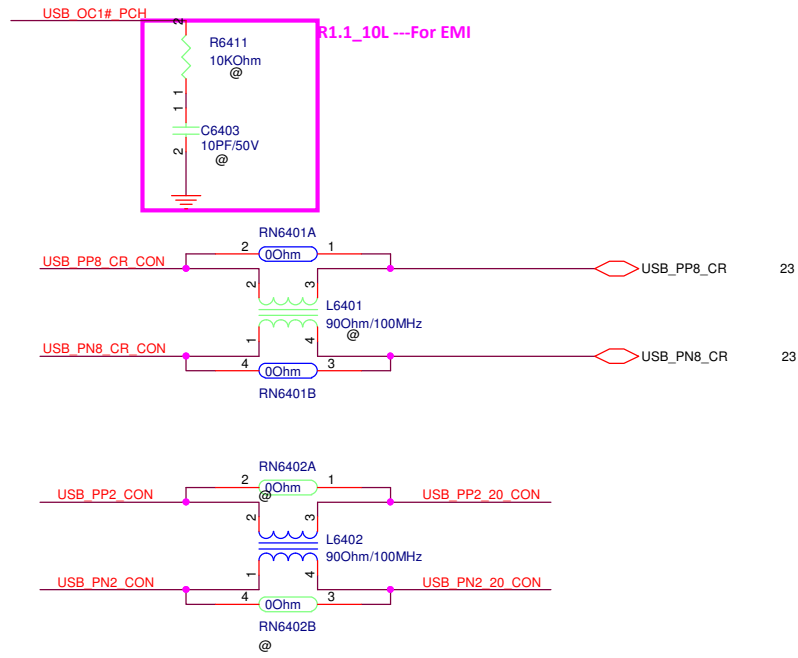 USB_OC1#_PCH
R1.1_10L ---For EMI
2
R6411
10KOhm
@
1
1
C6403
10PF/50V
2
@
RN6401A
2
0Ohm
1
USB_PP8_CR_CON
USB_PP8_CR
23
2
3
L6401
90Ohm/100MHz
@
1
4
USB_PN8_CR_CON
USB_PN8_CR
23
4
0Ohm
3
RN6401B
RN6402A
2
0Ohm
1
@
USB_PP2_CON
USB_PP2_20_CON
2
3
L6402
90Ohm/100MHz
1
4
USB_PN2_CON
USB_PN2_20_CON
4
0Ohm
3
RN6402B
@